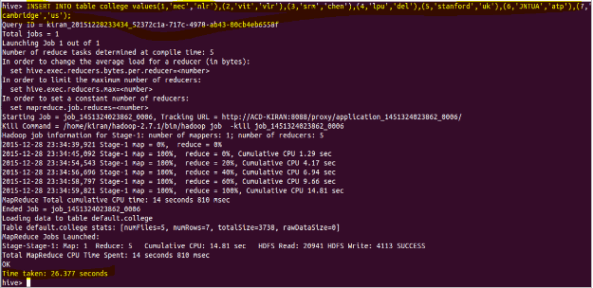 hive> INSERT INTO table college values(1,'nec','nlr'),(2,'vit','vlr'),(3,'srm','chen'),(4,'lpu','del'),(5,'stanford','uk'),(6,'JNTUA','atp'),(7,'
cambridge','us');
Query ID = kiran_20151228233434_52372c1a-717c-4970-ab43-00cb4eb6558f
Total jobs = 1
Launching Job 1 out of 1
Number of reduce tasks determined at compile time: 5
In order to change the average load for a reducer (in bytes):
set hive.exec.reducers.bytes.per.reducer=<number>
In order to limit the maximum number of reducers:
set hive.exec.reducers.max=<number>
In order to set a constant number of reducers:
set mapreduce.job.reduces=<number>
Starting Job = job_1451324023862_0006, Tracking URL = http://ACD-KIRAN:8088/proxy/application_1451324023862_0006/
Kill Command = /home/kiran/hadoop-2.7.1/bin/hadoop job -kill job_1451324023862_0006
Hadoop job information for Stage-1: number of mappers: 1; number of reducers: 5
2015-12-28 23:34:39,921 Stage-1 map = 0%, reduce = 0%
2015-12-28 23:34:45,092 Stage-1 map = 100%, reduce = 0%, Cumulative CPU 1.29 sec
2015-12-28 23:34:54,543 Stage-1 map = 100%, reduce = 20%, Cumulative CPU 4.17 sec
2015-12-28 23:34:56,696 Stage-1 map = 100%, reduce = 40%, Cumulative CPU 6.94 sec
2015-12-28 23:34:58,797 Stage-1 map = 100%, reduce = 60%, Cumulative CPU 9.66 sec
2015-12-28 23:34:59,821 Stage-1 map = 100%, reduce = 100%, Cumulative CPU 14.81 sec
MapReduce Total cumulative CPU time: 14 seconds 810 msec
Ended Job = job_1451324023862_0006
Loading data to table default.college
Table default.college stats: [numFiles=5, numRows=7, totalSize=3738, rawDataSize=0]
MapReduce Jobs Launched:
Stage-Stage-1: Map: 1 Reduce: 5 Cumulative CPU: 14.81 sec HDFS Read: 20941 HDFS Write: 4113 SUCCESS
Total MapReduce CPU Time Spent: 14 seconds 810 msec
OK
Time taken: 26.377 seconds
hive>